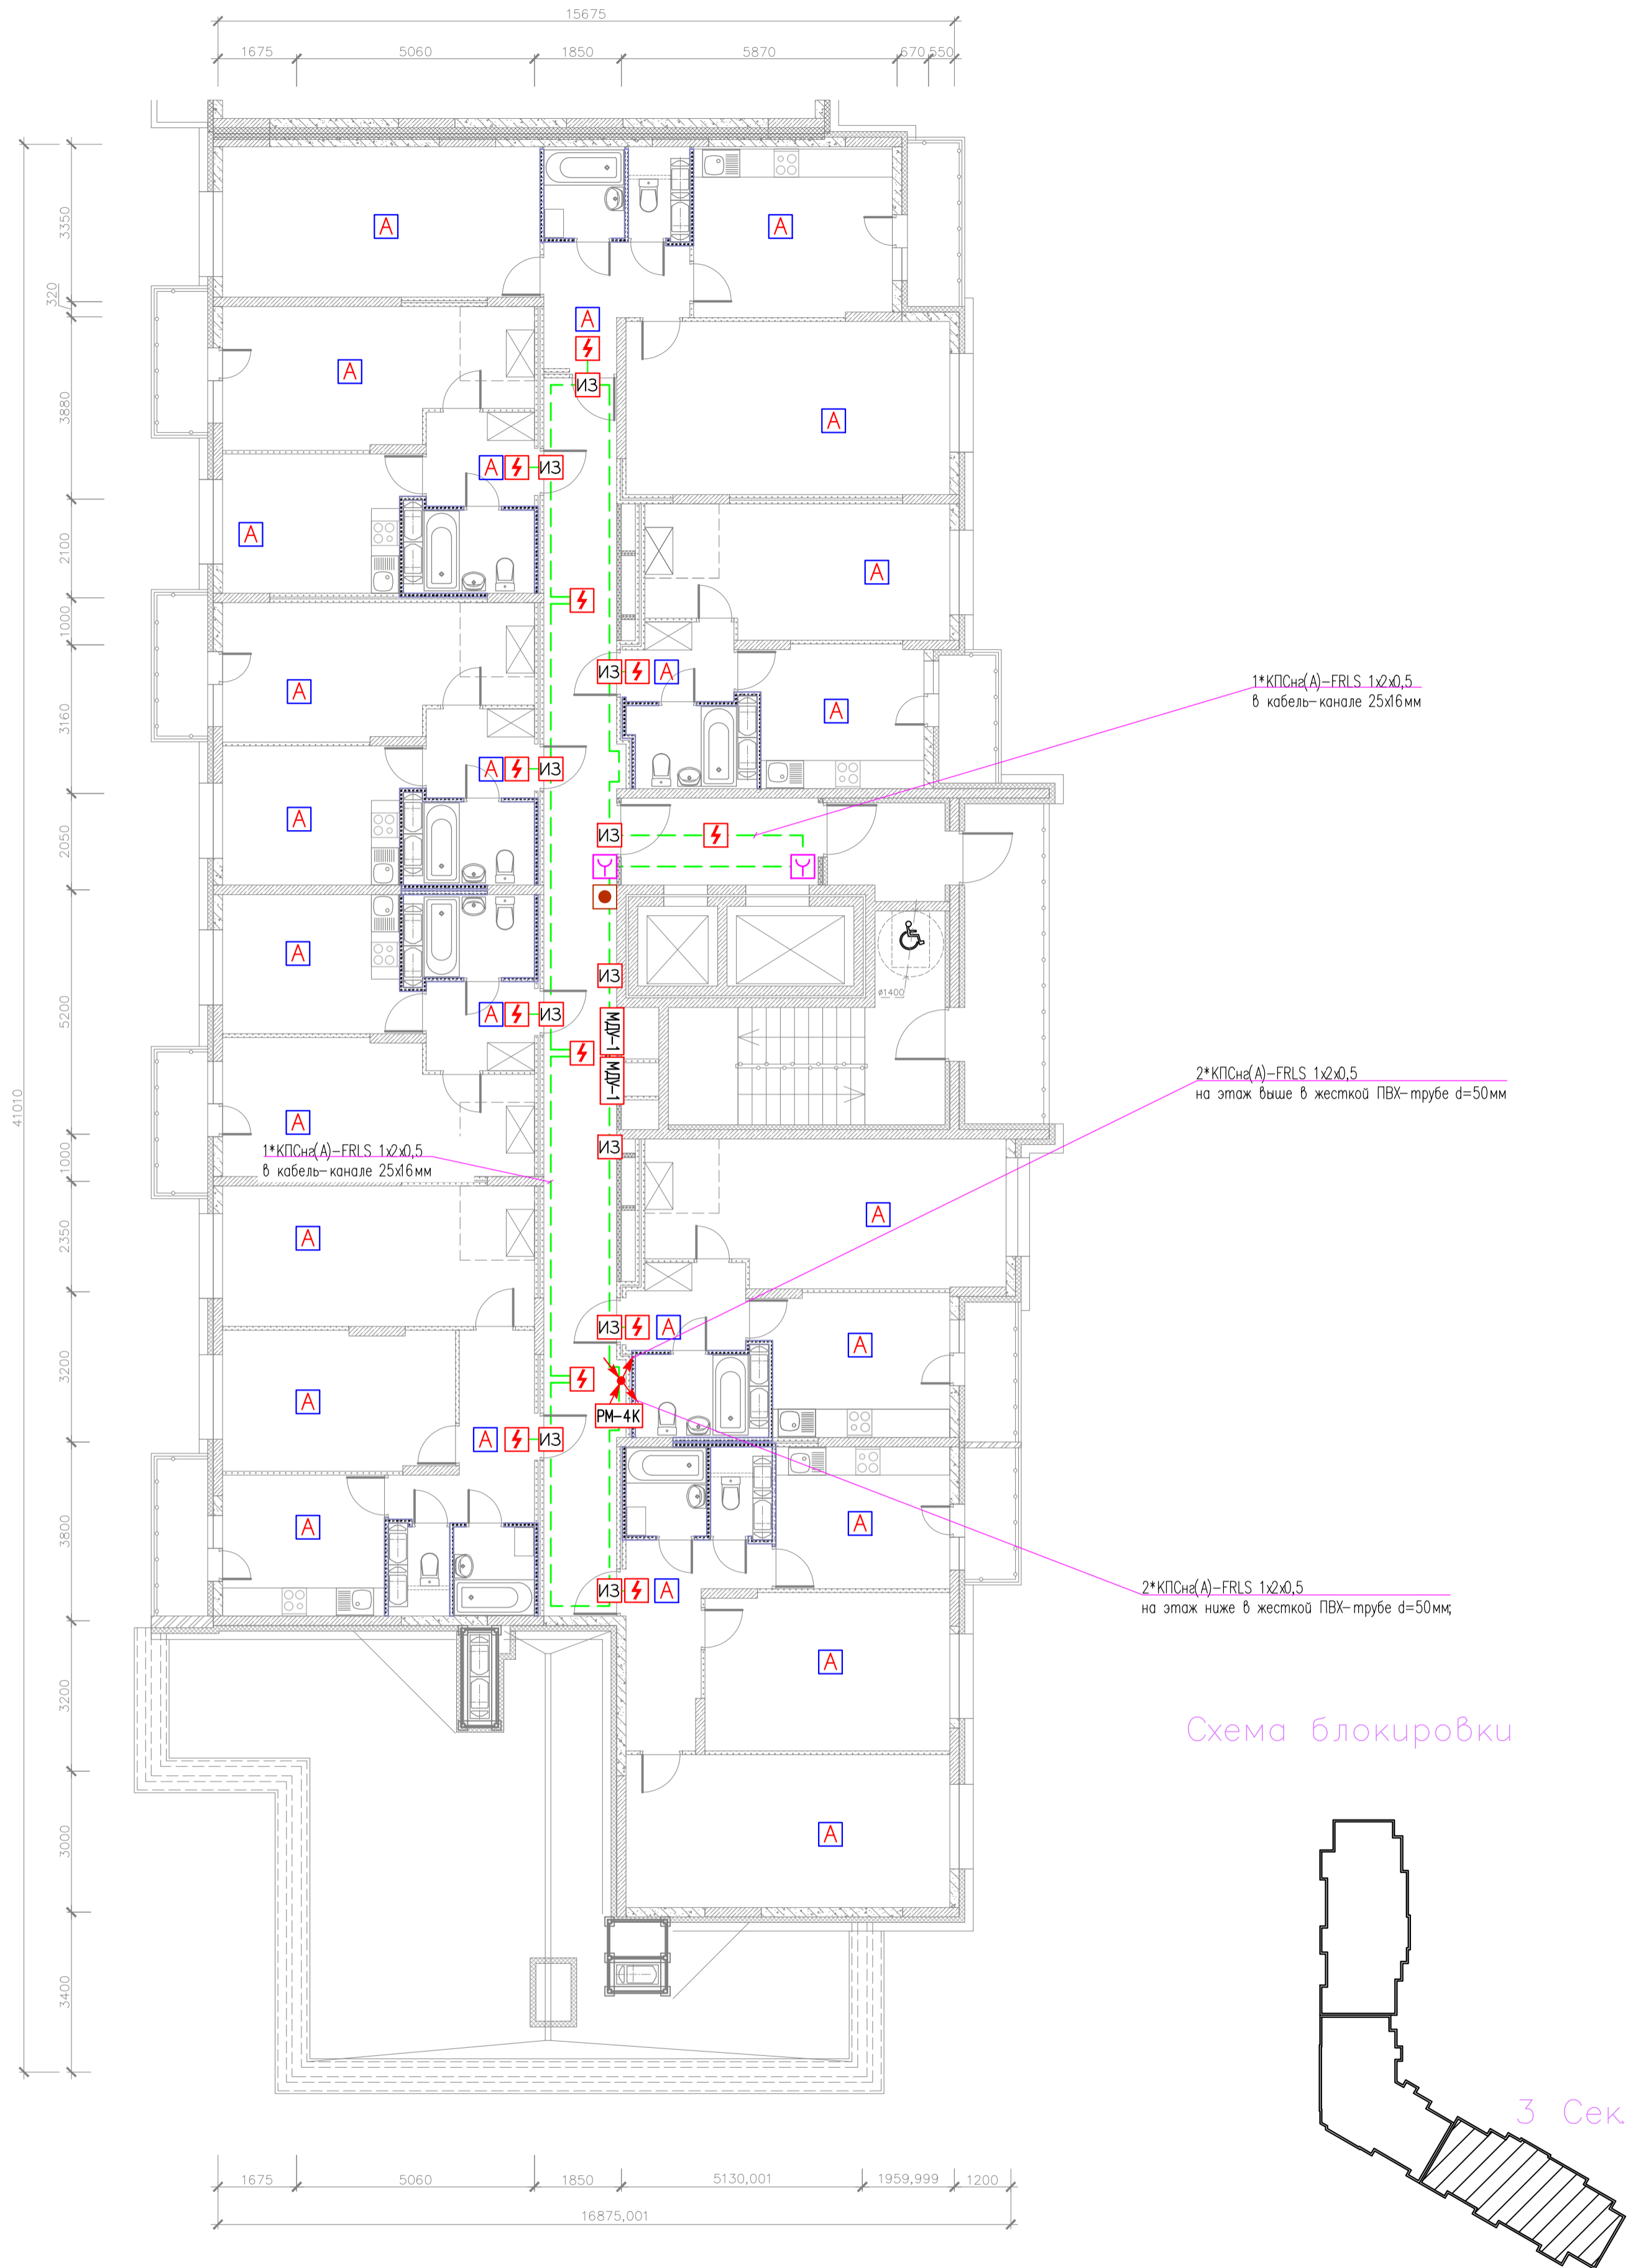 15675
1675 5060 1850 5870 670 550
41010
3350
320
3880
2100
1000
3160
2050
5200
1000
2350
3200
3800
3200
3000
3400
А
А
А
ИЗ
А
А
А ИЗ
А
А
ИЗ А
А
А
А ИЗ
А
ИЗ
А
ИЗ
А ИЗ
ø1400
МДУ-1
МДУ-1
А
ИЗ
А
А
ИЗ А
А
А
РМ-4К
А ИЗ
А
А
ИЗ А
А
А
1*КПСнг(А)-FRLS 1х2х0,5
в кабель-канале 25х16мм
2*КПСнг(А)-FRLS 1х2х0,5
на этаж выше в жесткой ПВХ-трубе d=50мм
1*КПСнг(А)-FRLS 1х2х0,5
в кабель-канале 25х16мм
2*КПСнг(А)-FRLS 1х2х0,5
на этаж ниже в жесткой ПВХ-трубе d=50мм;
Схема блокировки
3 Сек.
1675 5060 1850 5130,001 1959,999 1200
16875,001